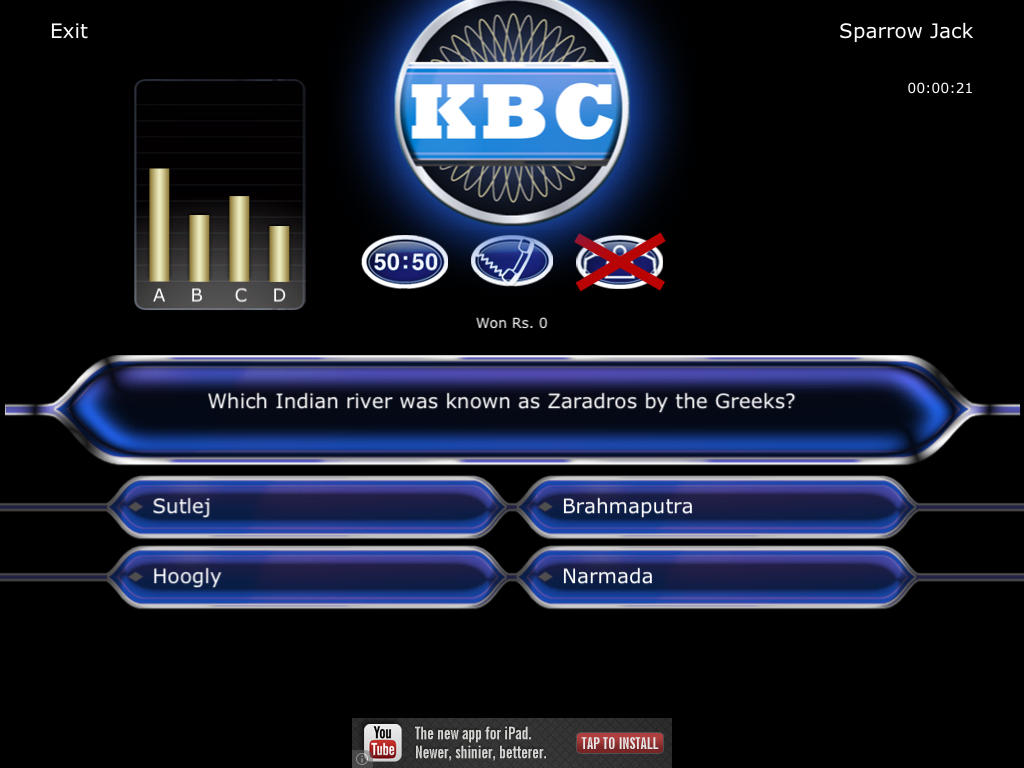 Exit
Sparrow Jack
KBC
00:00:21
A B C D
50:50
Won Rs. 0
Which Indian river was known as Zaradros by the Greeks?
Sutlej
Brahmaputra
Hoogly
Narmada
You
Tube
The new app for iPad.
Newer, shinier, betterer.
TAP TO INSTALL